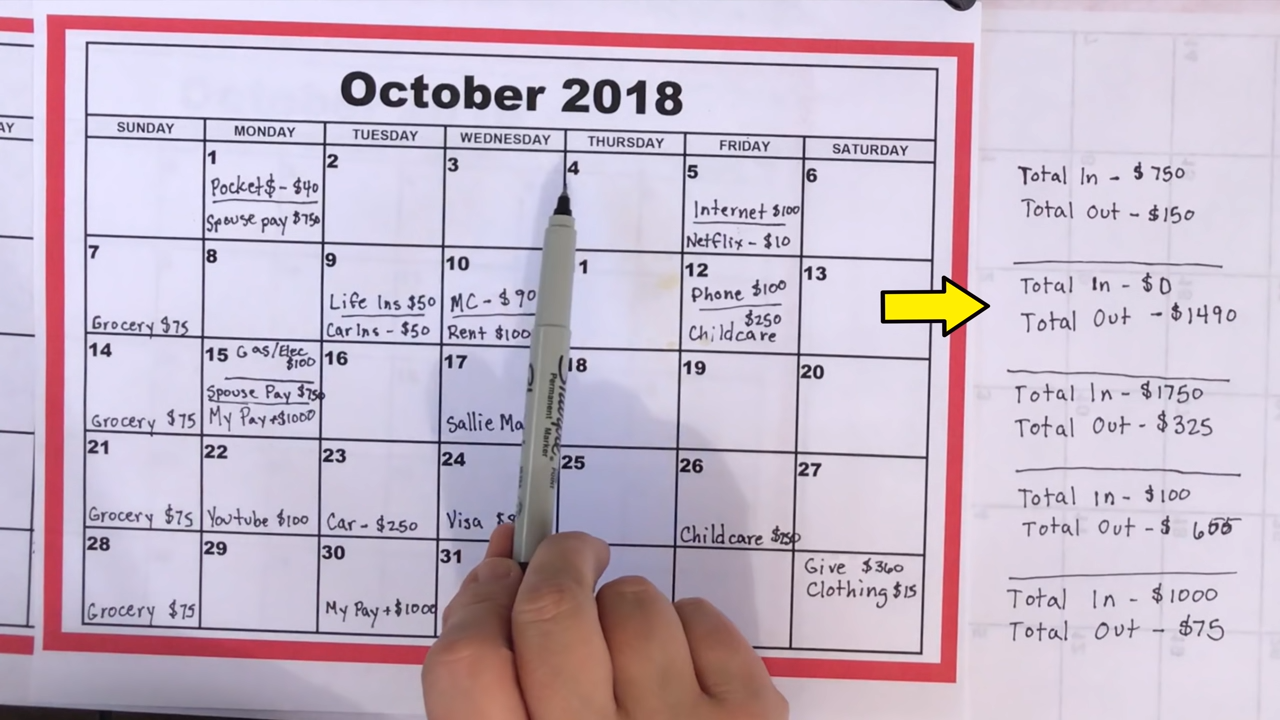 October 2018
AY
SUNDAY MONDAY TUESDAY WEDNESDAY THURSDAY FRIDAY SATURDAY
1 2 3 4 5 6
Pocket $ - $40
Spouse pay $750
Internet $100
Netflix - $10
7 8 9 10 1 12 13
Grocery $75
Life Ins $50
Car Ins - $50
MC - $90
Rent $100
Phone $100
$250
Childcare
14 15 16 17 18 19 20
Grocery $75
Gas/Elec
$100
Spouse Pay $750
My Pay +$1000
Sallie Ma
21 22 23 24 25 26 27
Grocery $75
Youtube $100
Car - $250
Visa
Childcare $250
28 29 30 31
Grocery $75
My Pay +$1000
Give $360
Clothing $15
Permanent
Marker
Total In - $750
Total Out - $150
Total In - $0
Total Out - $1490
Total In - $1750
Total Out - $325
Total in - $100
Total Out - $
Total In - $1000
Total Out - $75